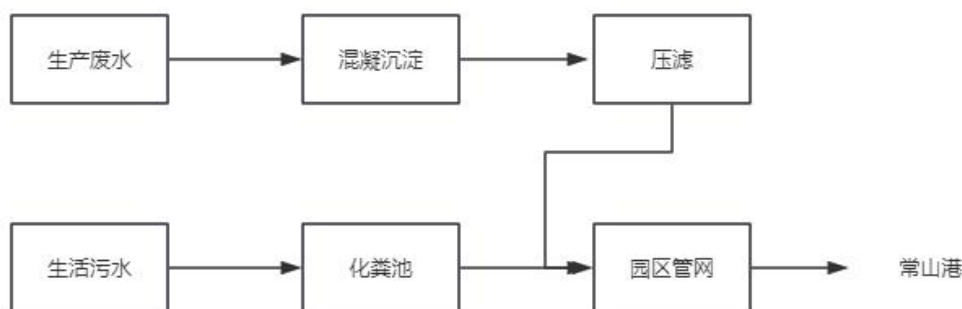 生产废水
混凝沉淀
压滤
生活污水
化粪池
园区管网
常山港